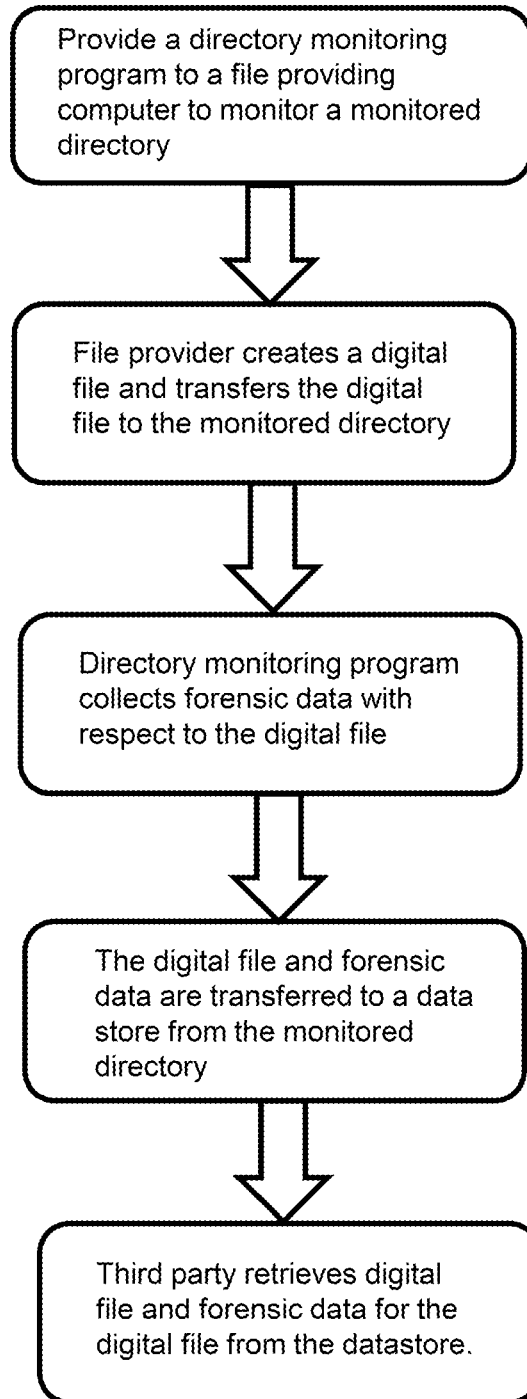 Provide a directory monitoring
program to a file providing
computer to monitor a monitored
directory
File provider creates a digital
file and transfers the digital
file to the monitored directory
Directory monitoring program
collects forensic data with
respect to the digital file
The digital file and forensic
data are transferred to a data
store from the monitored
directory
Third party retrieves digital
file and forensic data for the
digital file from the datastore.